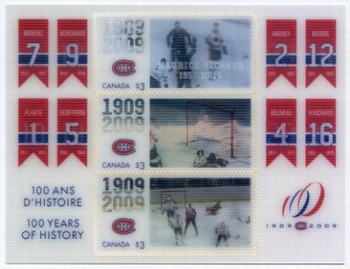 MORENZ
M.RICHARD
7
9
1909
2009
CANADA
$3
MAURICE RICHARD
HARVEY
MOORE
2
12
PLANTE
GEOFFRION
1
5
1909
2009
CANADA
$3
BELIVEAU
H.RICHARD
4
16
1909
2009
CANADA
$3
100 ANS
D'HISTOIRE
100 YEARS
OF HISTORY
1909
2009